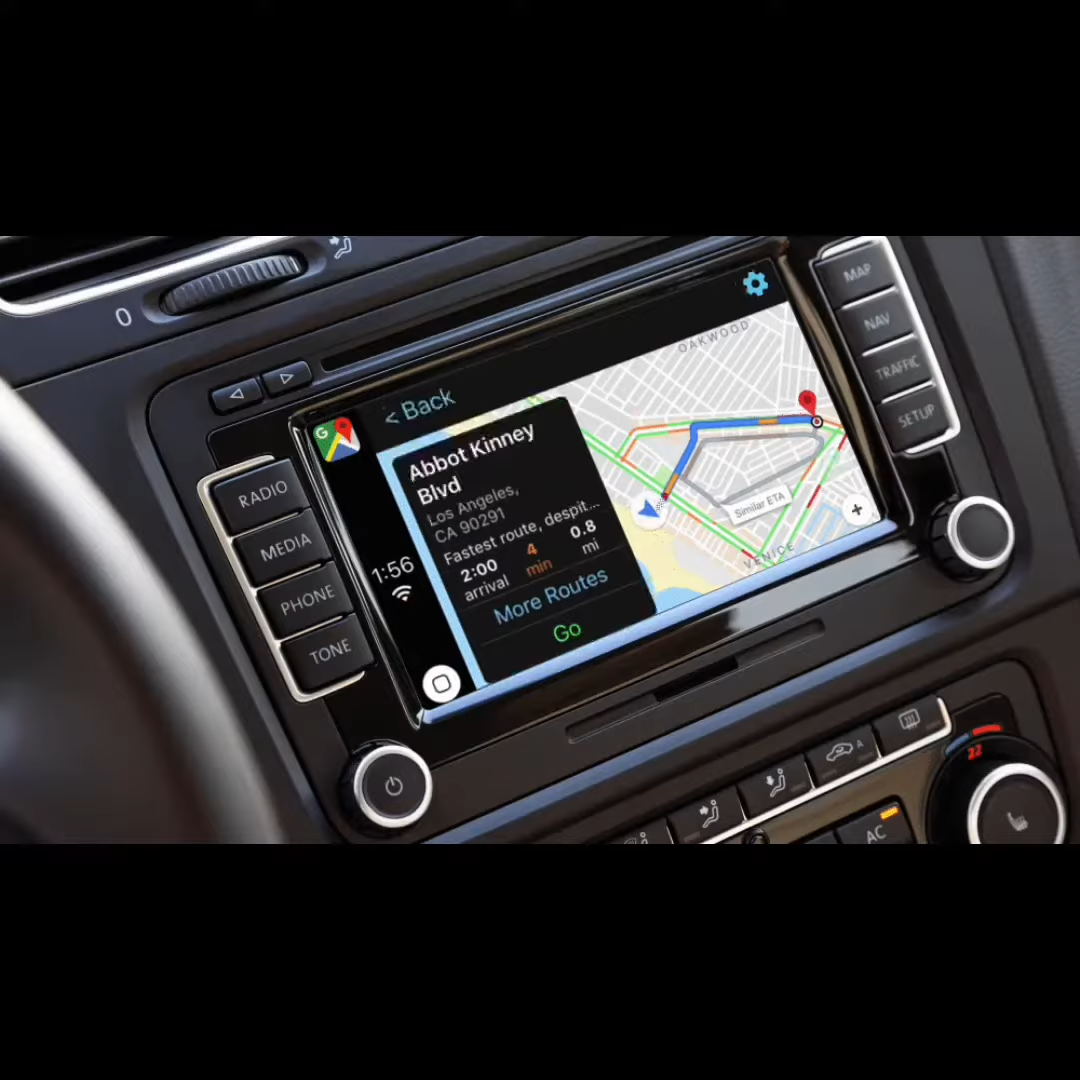 0
MAP
NAV
TRAFFIC
SETUP
RADIO
MEDIA
PHONE
TONE
G
< Back
OAKWOOD
Abbot Kinney
Blvd
Los Angeles,
CA 90291
Fastest route, despit...
2:00 4 0.8
arrival min mi
More Routes
Go
1:56
Similar ETA
VENICE
+
A
22
AC